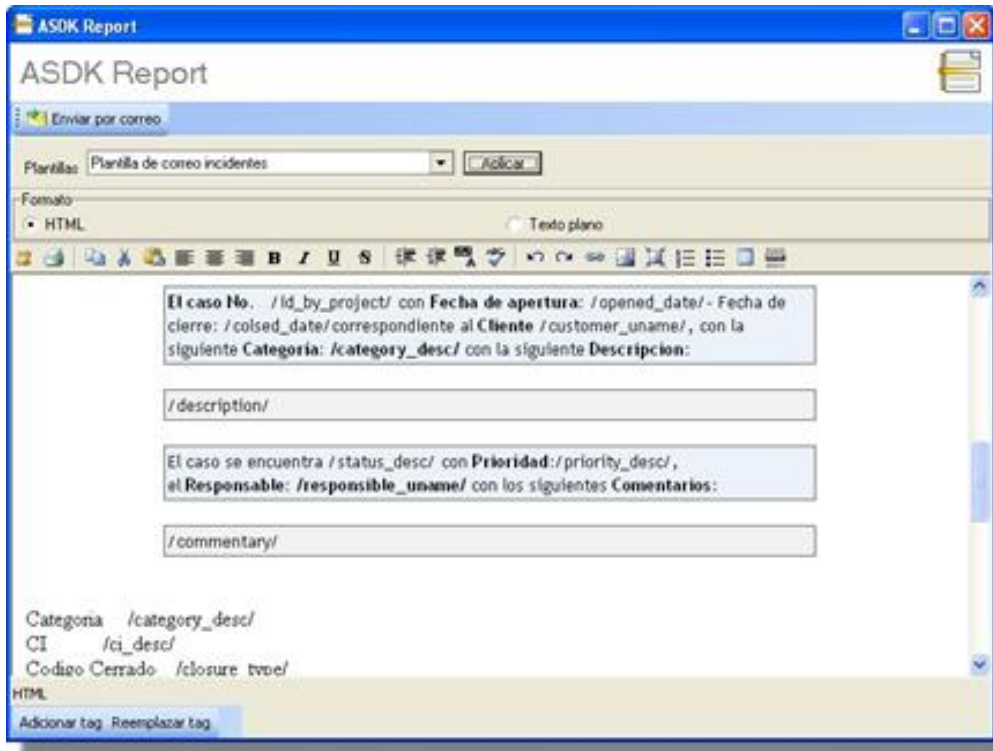 ASDK Report
ASDK Report
Enviar por correo
Plantillas Plantilla de correo incidentes Aplicar
Formato
HTML Texto plano
B I U S
El caso No. /id_by_project/ con Fecha de apertura: /opened_date/- Fecha de
cierre: /colsed_date/correspondiente al Cliente /customer_uname/, con la
siguiente Categoria: /category_desc/ con la siguiente Descripcion:
/description/
El caso se encuentra /status_desc/ con Prioridad:/priority_desc/,
el Responsable: /responsible_uname/ con los siguientes Comentarios:
/commentary/
Categoria /category_desc/
CI /ci_desc/
Codigo Cerrado /closure_type/
HTML
Adicionar tag Reemplazar tag